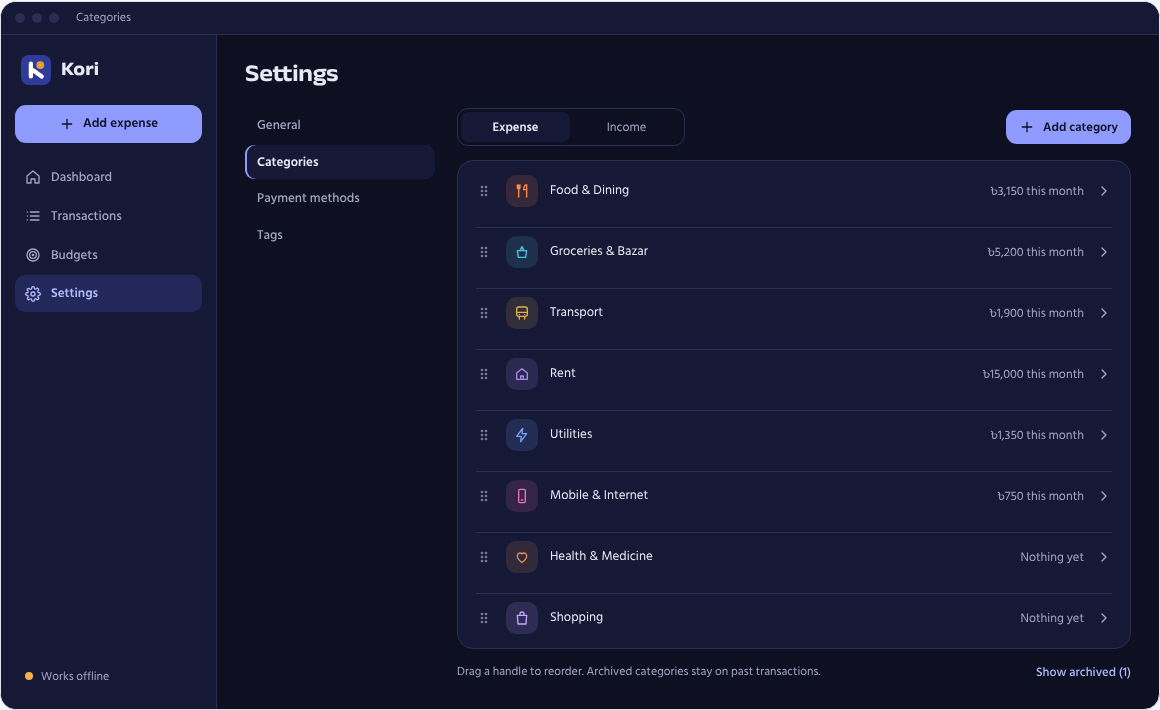 Categories
Kori
Add expense
Dashboard
Transactions
Budgets
Settings
Works offline
Settings
General
Categories
Payment methods
Tags
Expense
Income
Add category
Food & Dining
৳3,150 this month
Groceries & Bazar
৳5,200 this month
Transport
৳1,900 this month
Rent
৳15,000 this month
Utilities
৳1,350 this month
Mobile & Internet
৳750 this month
Health & Medicine
Nothing yet
Shopping
Nothing yet
Drag a handle to reorder. Archived categories stay on past transactions.
Show archived (1)